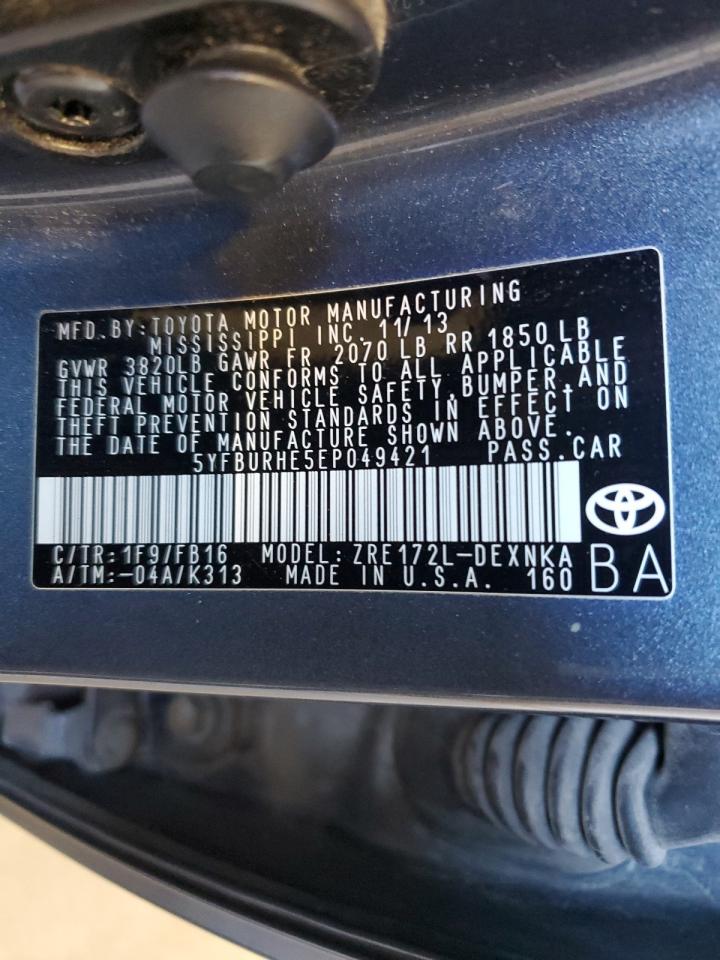 MFD.BY:TOYOTA MOTOR MANUFACTURING
MISSISSIPPI INC. 11/13
GVWR 3820LB GAWR FR 2070 LB RR 1850 LB
THIS VEHICLE CONFORMS TO ALL APPLICABLE
FEDERAL MOTOR VEHICLE SAFETY,BUMPER,AND
THEFT PREVENTION STANDARDS IN EFFECT ON
THE DATE OF MANUFACTURE SHOWN ABOVE.
5YFBURHE5EP049421 PASS.CAR
C/TR:1F9/FB16 MODEL:ZRE172L-DEXNKA
A/TM:-04A/K313 MADE IN U.S.A. 160
BA